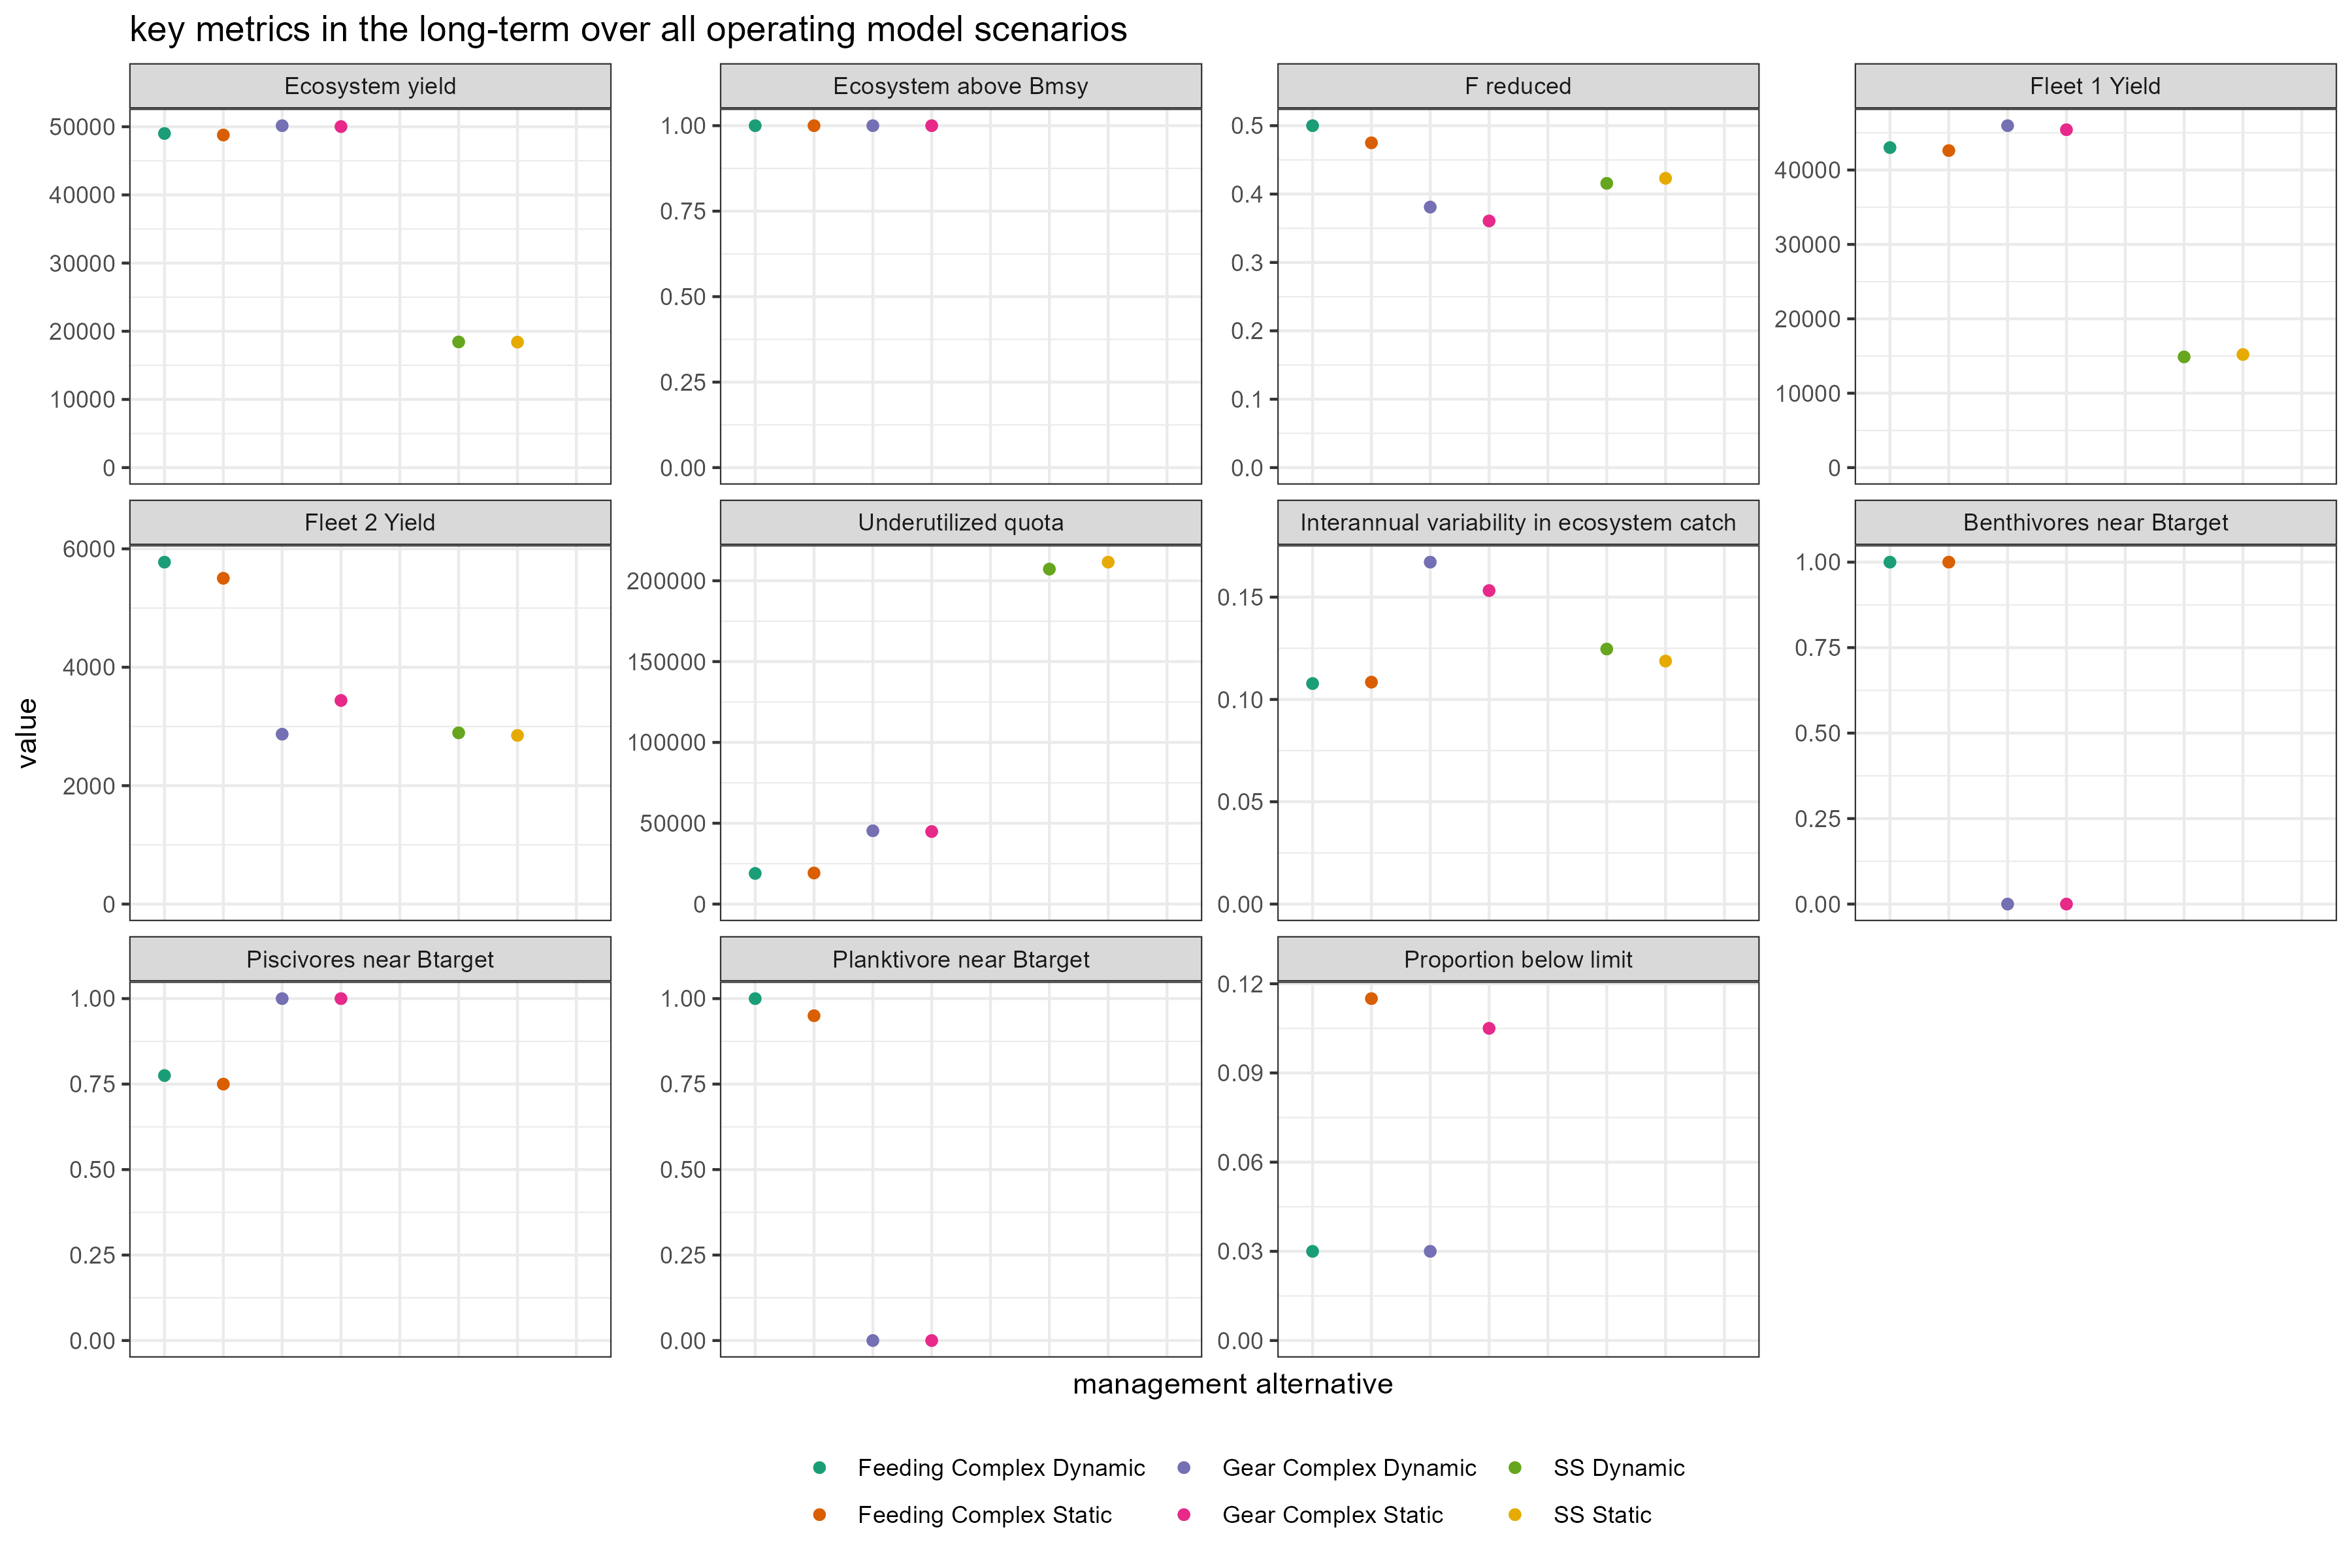 key metrics in the long-term over all operating model scenarios
Ecosystem yield
Ecosystem above Bmsy
F reduced
Fleet 1 Yield
50000
40000
30000
20000
10000
0
1.00
0.75
0.50
0.25
0.00
0.5
0.4
0.3
0.2
0.1
0.0
40000
30000
20000
10000
0
Fleet 2 Yield
Underutilized quota
Interannual variability in ecosystem catch
Benthivores near Btarget
6000
4000
2000
0
200000
150000
100000
50000
0
0.15
0.10
0.05
0.00
1.00
0.75
0.50
0.25
0.00
Piscivores near Btarget
Planktivore near Btarget
Proportion below limit
1.00
0.75
0.50
0.25
0.00
1.00
0.75
0.50
0.25
0.00
0.12
0.09
0.06
0.03
0.00
value
management alternative
Feeding Complex Dynamic
Gear Complex Dynamic
SS Dynamic
Feeding Complex Static
Gear Complex Static
SS Static